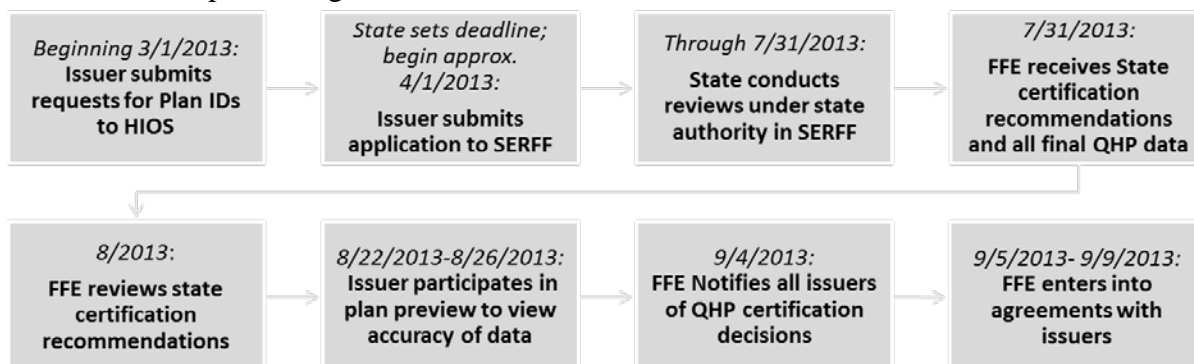 Beginning 3/1/2013:
Issuer submits
requests for Plan IDs
to HIOS
State sets deadline;
begin approx.
4/1/2013:
Issuer submits
application to SERFF
Through 7/31/2013:
State conducts
reviews under state
authority in SERFF
7/31/2013:
FFE receives State
certification
recommendations
and all final QHP data
8/2013:
FFE reviews state
certification
recommendations
8/22/2013-8/26/2013:
Issuer participates in
plan preview to view
accuracy of data
9/4/2013:
FFE Notifies all issuers
of QHP certification
decisions
9/5/2013- 9/9/2013:
FFE enters into
agreements with
issuers